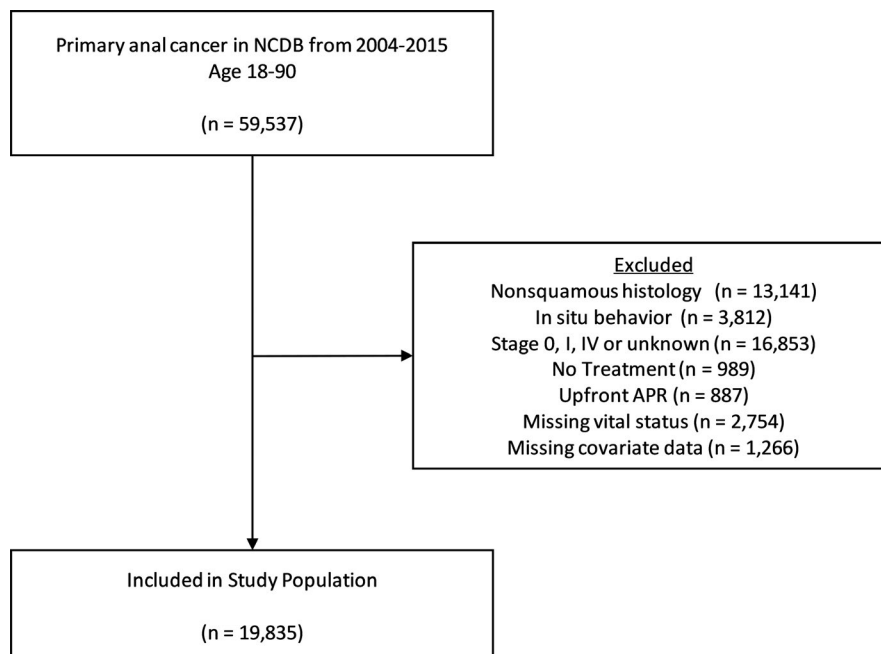 Primary anal cancer in NCDB from 2004-2015
Age 18-90
(n = 59,537)
Excluded
Nonsquamous histology (n = 13,141)
In situ behavior (n = 3,812)
Stage 0, I, IV or unknown (n = 16,853)
No Treatment (n = 989)
Upfront APR (n = 887)
Missing vital status (n = 2,754)
Missing covariate data (n = 1,266)
Included in Study Population
(n = 19,835)